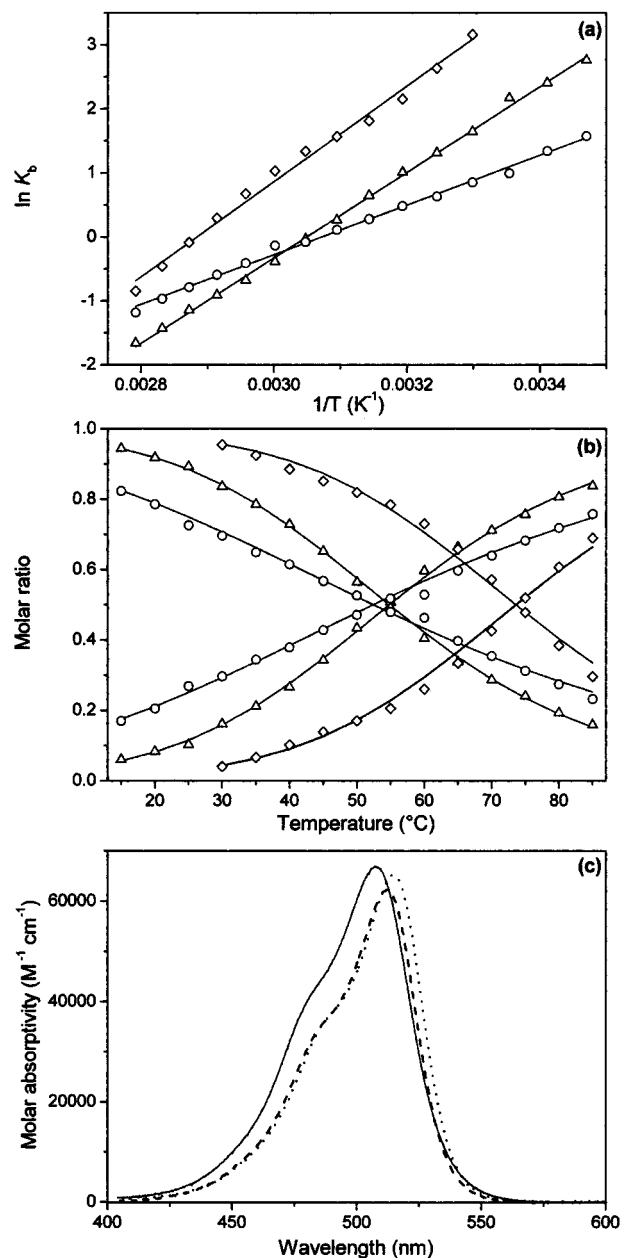 (a)
3
2
1
0
-1
-2
ln K_b
0.0028 0.0030 0.0032 0.0034
1/T (K⁻¹)
(b)
1.0
0.8
0.6
0.4
0.2
0.0
Molar ratio
20 30 40 50 60 70 80
Temperature (°C)
(c)
60000
40000
20000
0
Molar absorptivity (M⁻¹ cm⁻¹)
400 450 500 550 600
Wavelength (nm)